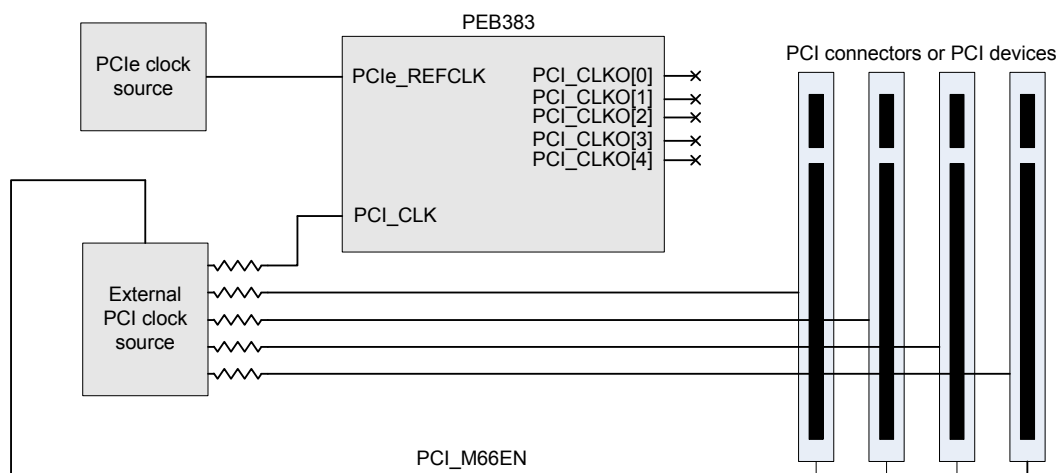 PEB383
PCI connectors or PCI devices
PCIe clock
source
PCIe_REFCLK
PCI_CLKO[0]
PCI_CLKO[1]
PCI_CLKO[2]
PCI_CLKO[3]
PCI_CLKO[4]
PCI_CLK
External
PCI clock
source
PCI_M66EN